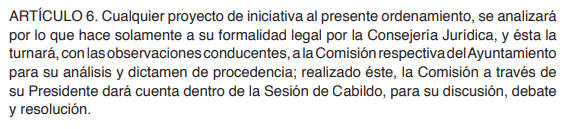 ARTÍCULO 6. Cualquier proyecto de iniciativa al presente ordenamiento, se analizará
por lo que hace solamente a su formalidad legal por la Consejería Jurídica, y ésta la
turnará, con las observaciones conducentes, a la Comisión respectiva del Ayuntamiento
para su análisis y dictamen de procedencia; realizado éste, la Comisión a través de
su Presidente dará cuenta dentro de la Sesión de Cabildo, para su discusión, debate
y resolución.